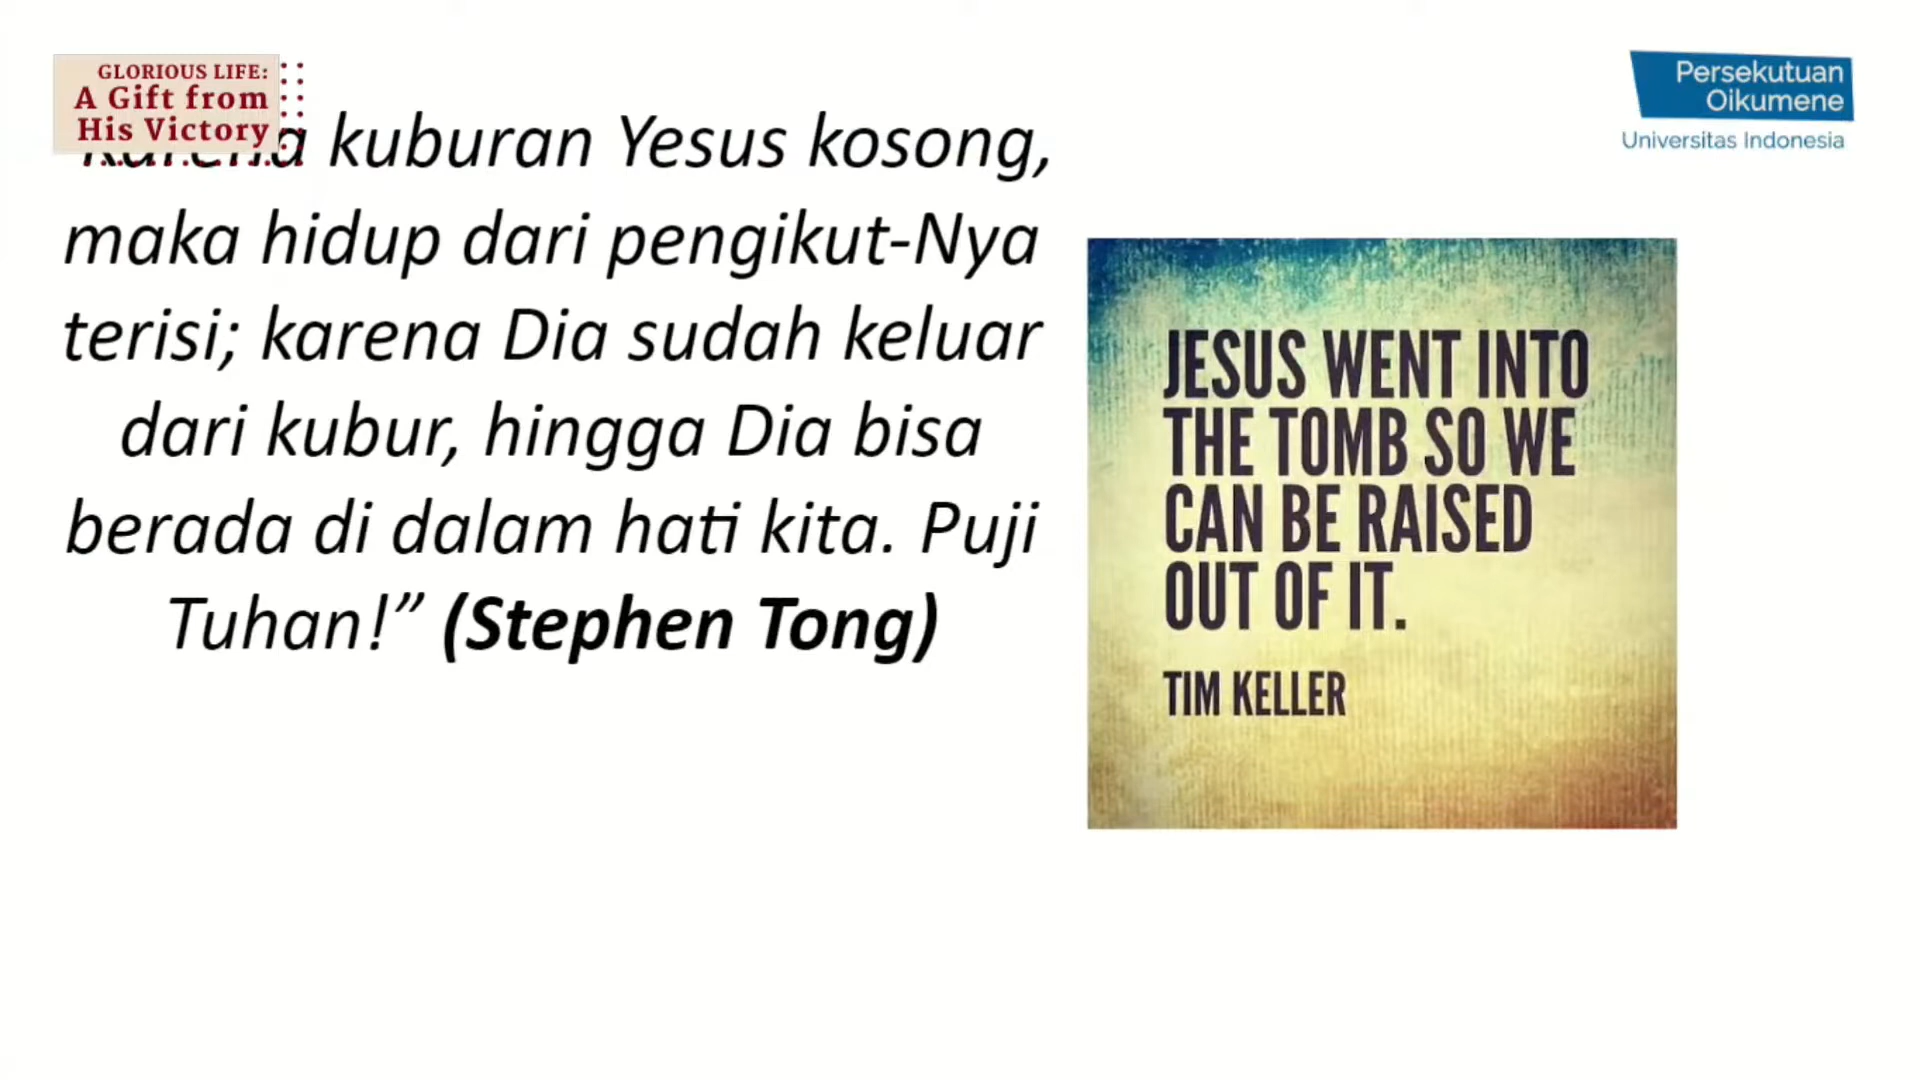 GLORIOUS LIFE:
A Gift from
His Victory
Persekutuan
Oikumene
Universitas Indonesia
kuburan Yesus kosong,
maka hidup dari pengikut-Nya
terisi; karena Dia sudah keluar
dari kubur, hingga Dia bisa
berada di dalam hati kita. Puji
Tuhan!” (Stephen Tong)
JESUS WENT INTO
THE TOMB SO WE
CAN BE RAISED
OUT OF IT.
TIM KELLER